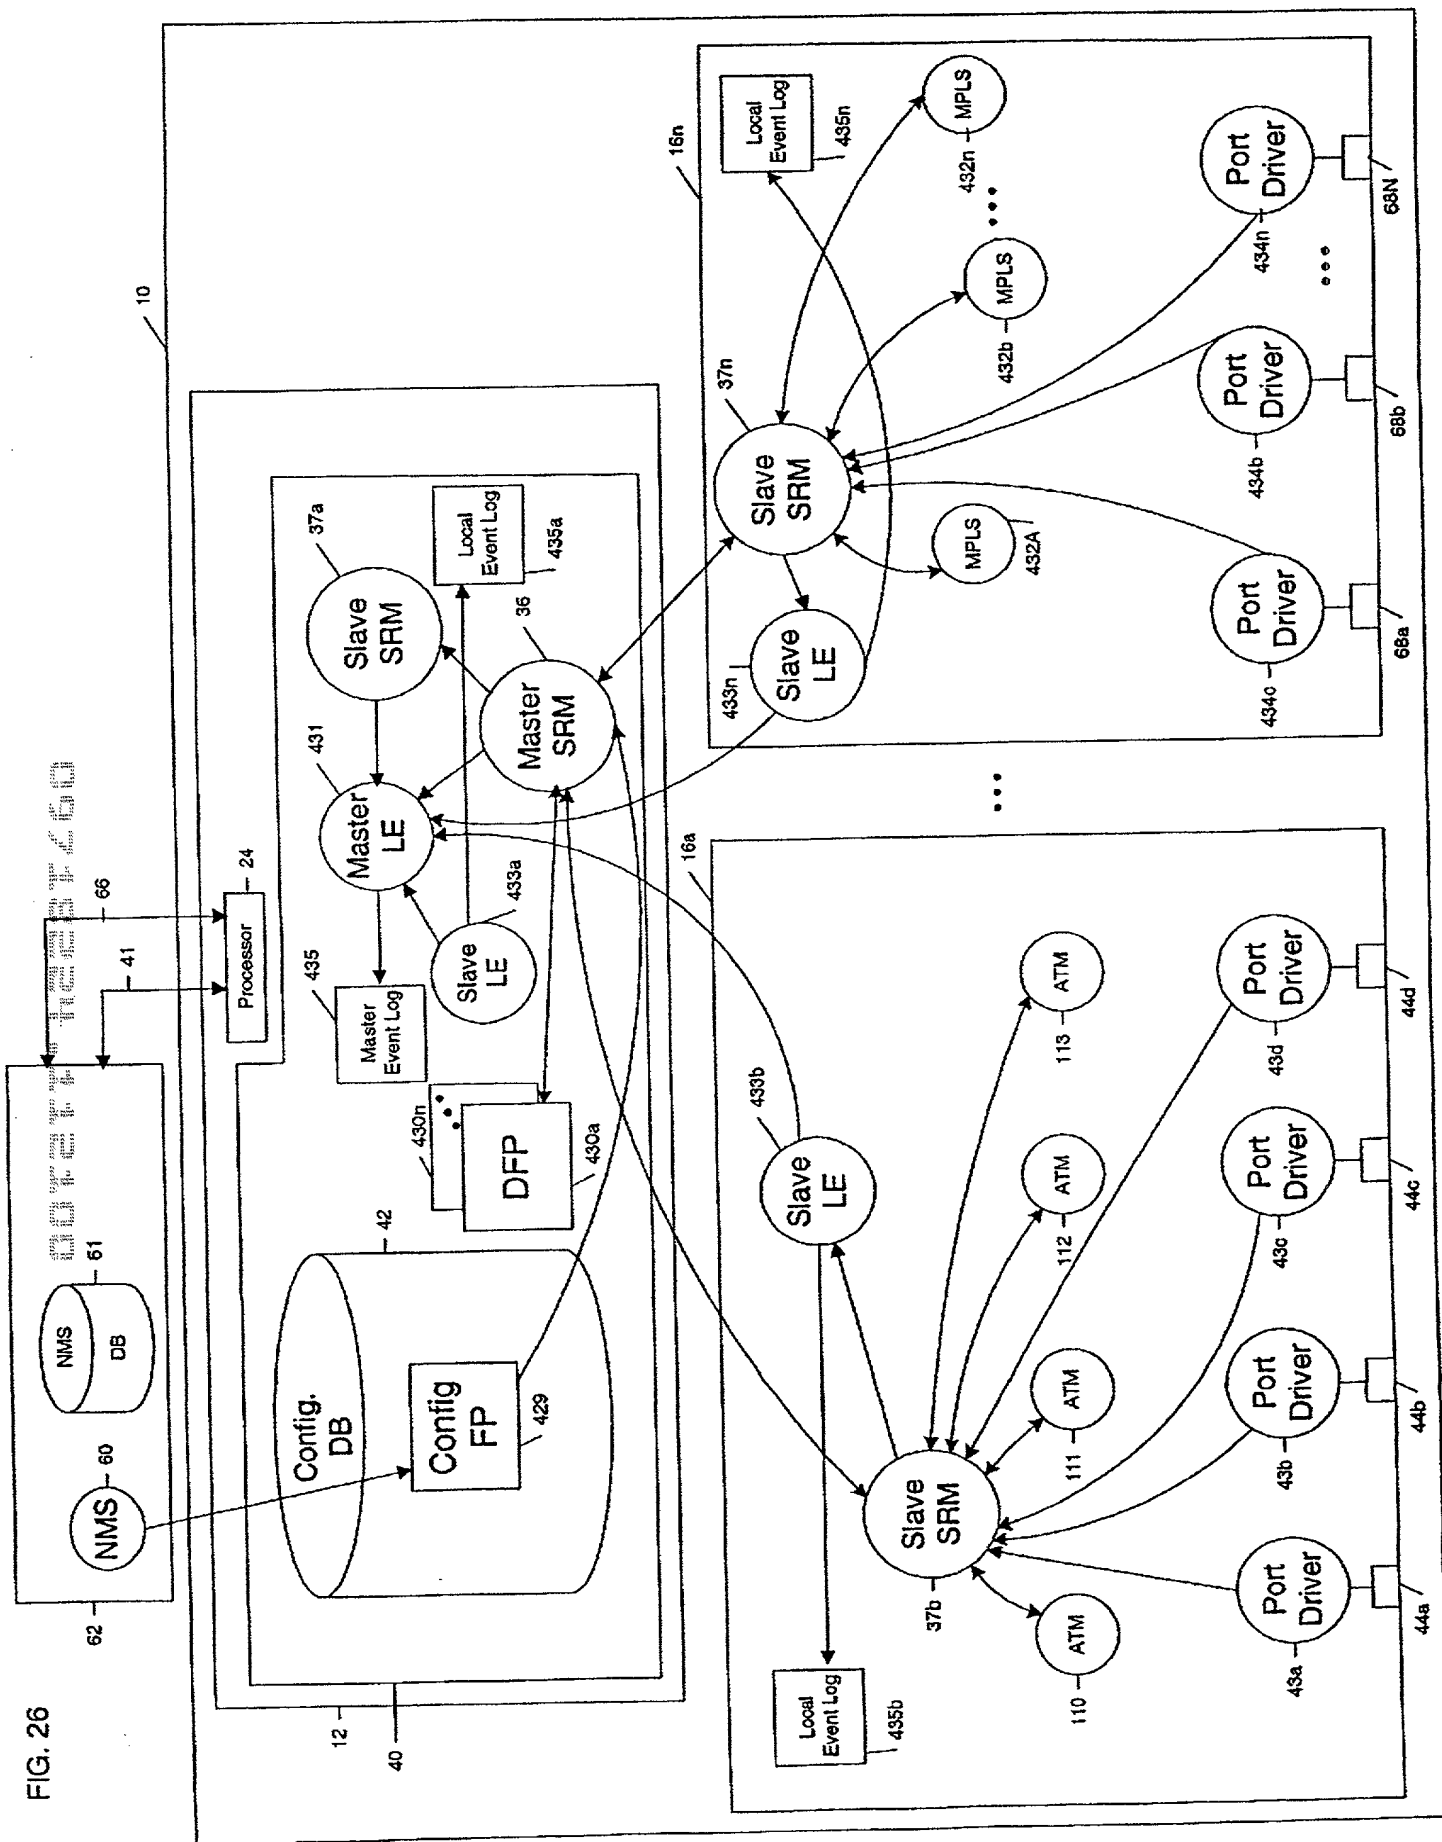 FIG. 26
62
NMS
60
NMS
DB
61
41
66
10
12
40
Processor
24
Config.
DB
42
Config
FP
429
DFP
430a
430n
Master
Event Log
435
Slave
LE
433a
Master
LE
431
Slave
SRM
37a
Master
SRM
36
Local
Event Log
435a
16a
Local
Event Log
435b
Slave
LE
433b
Slave
SRM
37b
ATM
110
ATM
111
ATM
112
ATM
113
Port
Driver
43a
Port
Driver
43b
Port
Driver
43c
Port
Driver
43d
44a
44b
44c
44d
16n
Slave
LE
433n
Slave
SRM
37n
Local
Event Log
435n
MPLS
432A
MPLS
432b
MPLS
432n
Port
Driver
434c
Port
Driver
434b
Port
Driver
434n
68a
68b
68N